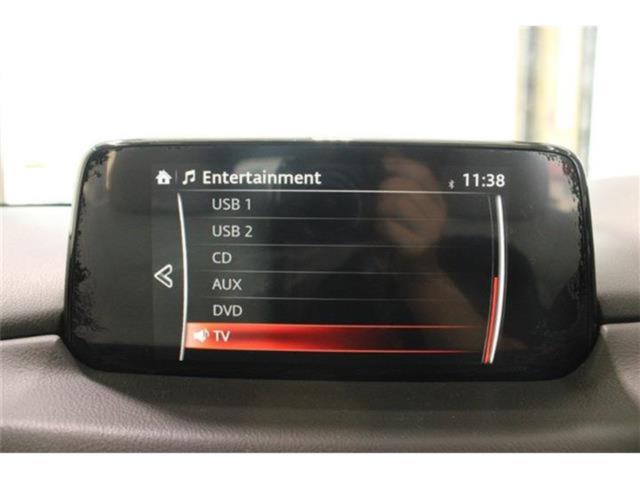 Entertainment 11:38
USB 1
USB 2
CD
AUX
DVD
TV